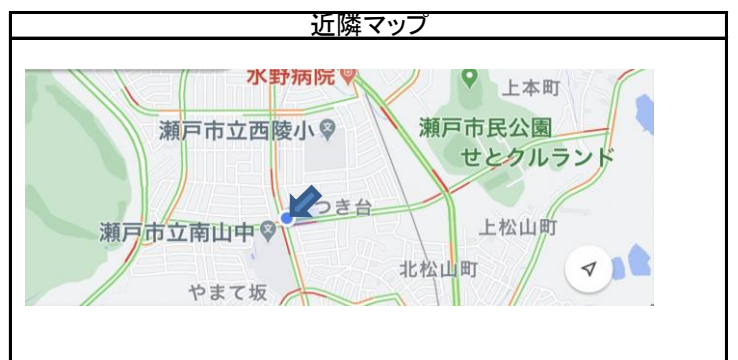 近隣マップ
水野病院
上本町
瀬戸市立西陵小
瀬戸市民公園
せとクルランド
つき台
瀬戸市立南山中
上松山町
北松山町
やまて坂